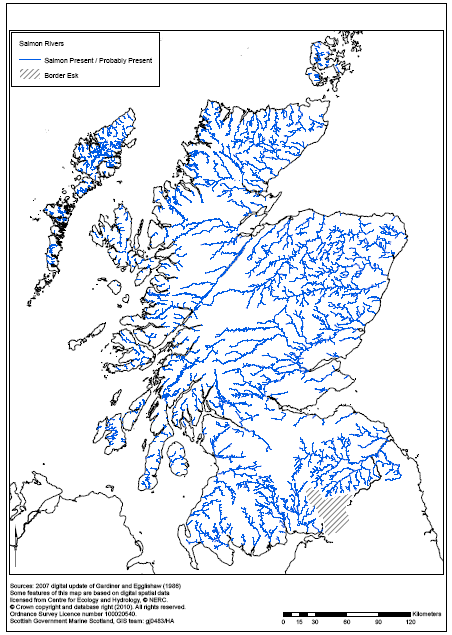 Salmon Rivers
Salmon Present / Probably Present
Border Esk
Sources: 2007 digital update of Gardiner and Egglishaw (1986)
Some features of this map are based on digital spatial data
licensed from Centre for Ecology and Hydrology, © NERC.
© Crown copyright and database right (2010). All rights reserved.
Ordnance Survey Licence number 100020540.
Scottish Government Marine Scotland, GIS team: gj0483/HA
Kilometers
0 15 30 60 90 120